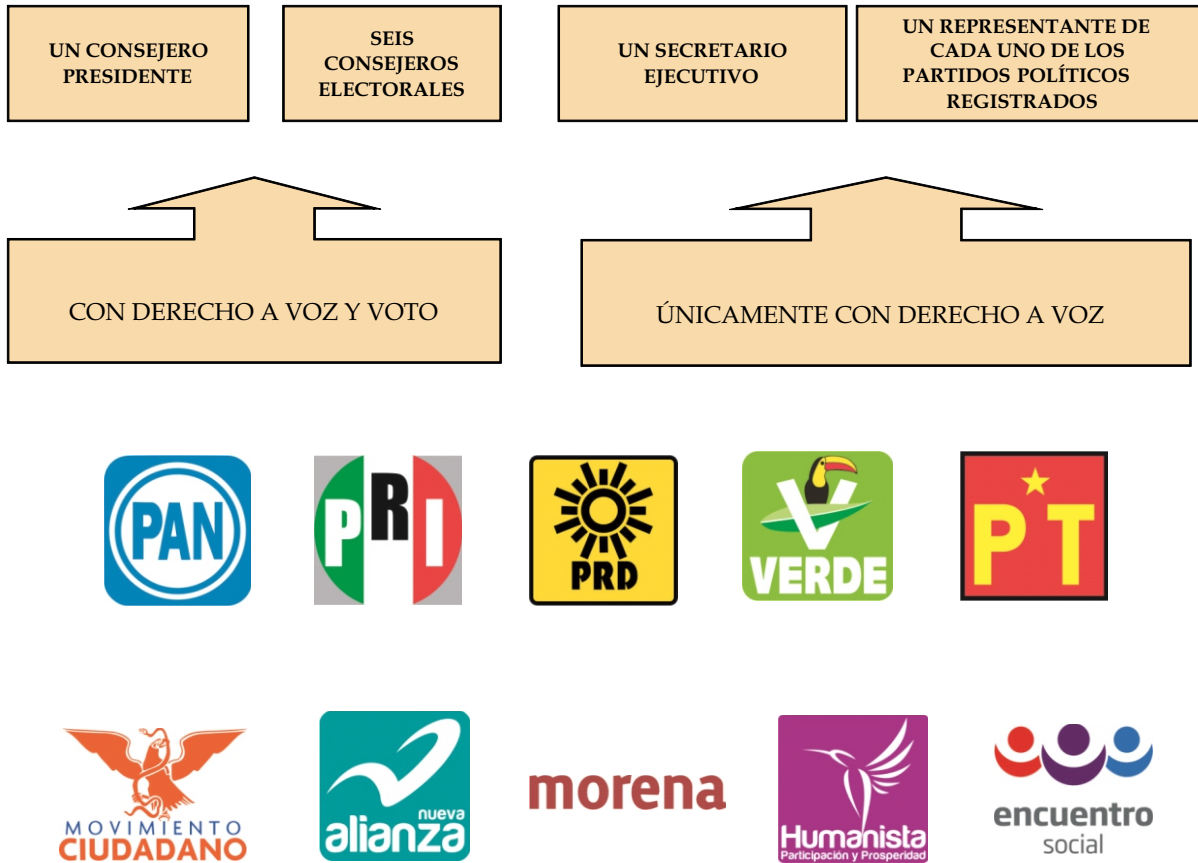 UN CONSEJERO
PRESIDENTE
SEIS
CONSEJEROS
ELECTORALES
UN SECRETARIO
EJECUTIVO
UN REPRESENTANTE DE
CADA UNO DE LOS
PARTIDOS POLÍTICOS
REGISTRADOS
CON DERECHO A VOZ Y VOTO
ÚNICAMENTE CON DERECHO A VOZ
PAN
PRI
PRD
V
VERDE
PT
MOVIMIENTO
CIUDADANO
nueva
alianza
morena
Humanista
Participación y Prosperidad
encuentro
social